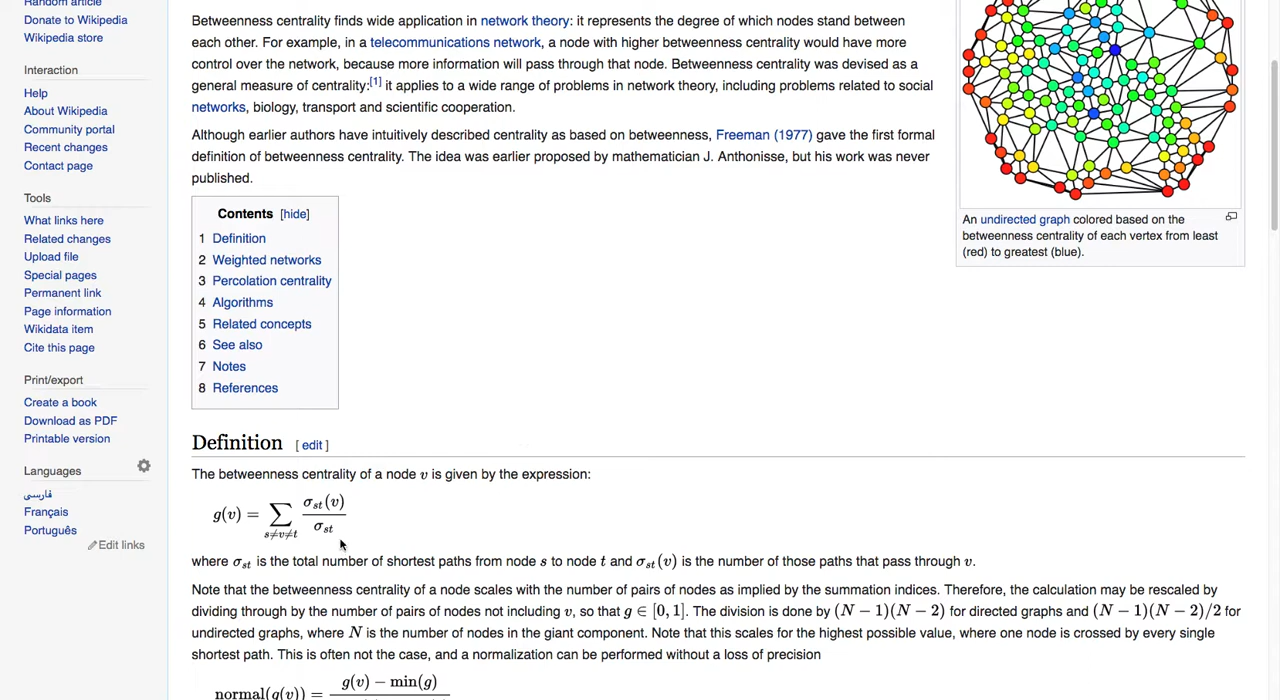 Random article
Donate to Wikipedia
Wikipedia store
Interaction
Help
About Wikipedia
Community portal
Recent changes
Contact page
Tools
What links here
Related changes
Upload file
Special pages
Permanent link
Page information
Wikidata item
Cite this page
Print/export
Create a book
Download as PDF
Printable version
Languages
فارسی
Français
Português
Edit links
Betweenness centrality finds wide application in network theory: it represents the degree of which nodes stand between
each other. For example, in a telecommunications network, a node with higher betweenness centrality would have more
control over the network, because more information will pass through that node. Betweenness centrality was devised as a
general measure of centrality:[1] it applies to a wide range of problems in network theory, including problems related to social
networks, biology, transport and scientific cooperation.
Although earlier authors have intuitively described centrality as based on betweenness, Freeman (1977) gave the first formal
definition of betweenness centrality. The idea was earlier proposed by mathematician J. Anthonisse, but his work was never
published.
An undirected graph colored based on the
betweenness centrality of each vertex from least
(red) to greatest (blue).
Contents [hide]
1 Definition
2 Weighted networks
3 Percolation centrality
4 Algorithms
5 Related concepts
6 See also
7 Notes
8 References
Definition [ edit ]
The betweenness centrality of a node v is given by the expression:
g(v) = ∑ s≠v≠t σst(v) / σst
where σst is the total number of shortest paths from node s to node t and σst(v) is the number of those paths that pass through v.
Note that the betweenness centrality of a node scales with the number of pairs of nodes as implied by the summation indices. Therefore, the calculation may be rescaled by
dividing through by the number of pairs of nodes not including v, so that g ∈ [0, 1]. The division is done by (N − 1)(N − 2) for directed graphs and (N − 1)(N − 2)/2 for
undirected graphs, where N is the number of nodes in the giant component. Note that this scales for the highest possible value, where one node is crossed by every single
shortest path. This is often not the case, and a normalization can be performed without a loss of precision
normal(g(v)) = g(v) − min(g)